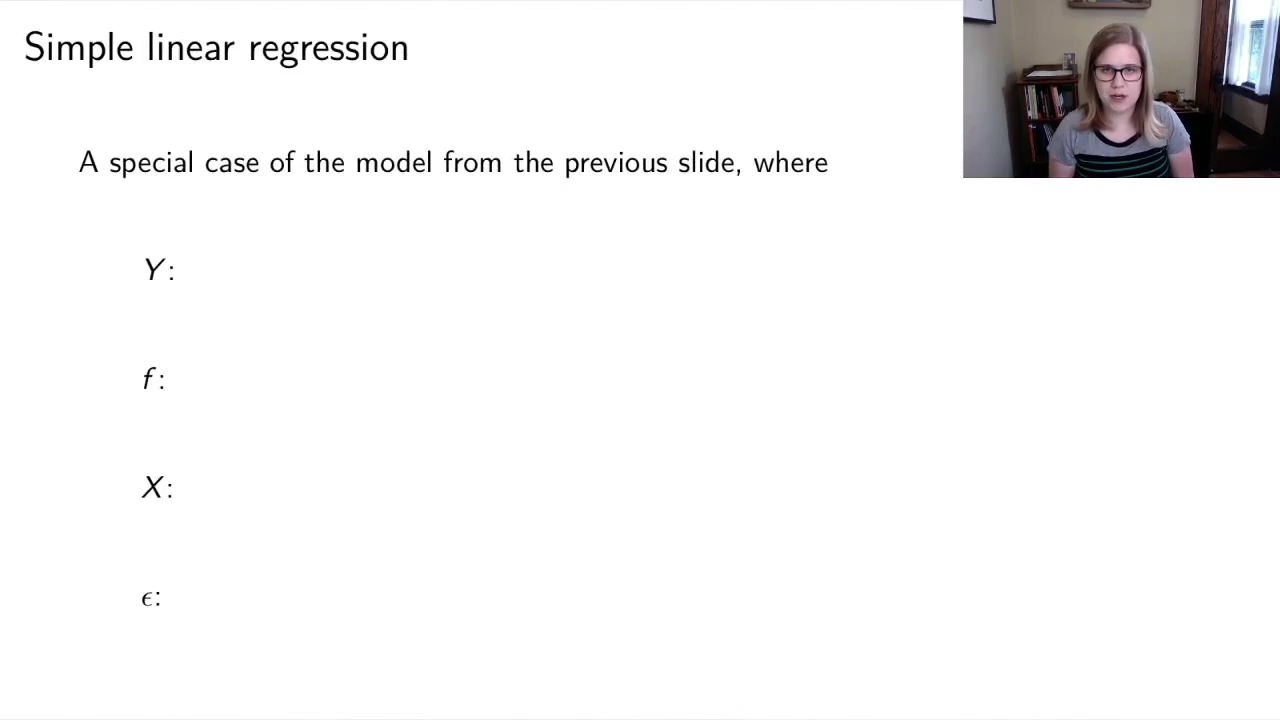 Simple linear regression
A special case of the model from the previous slide, where
Y:
f:
X:
ϵ: